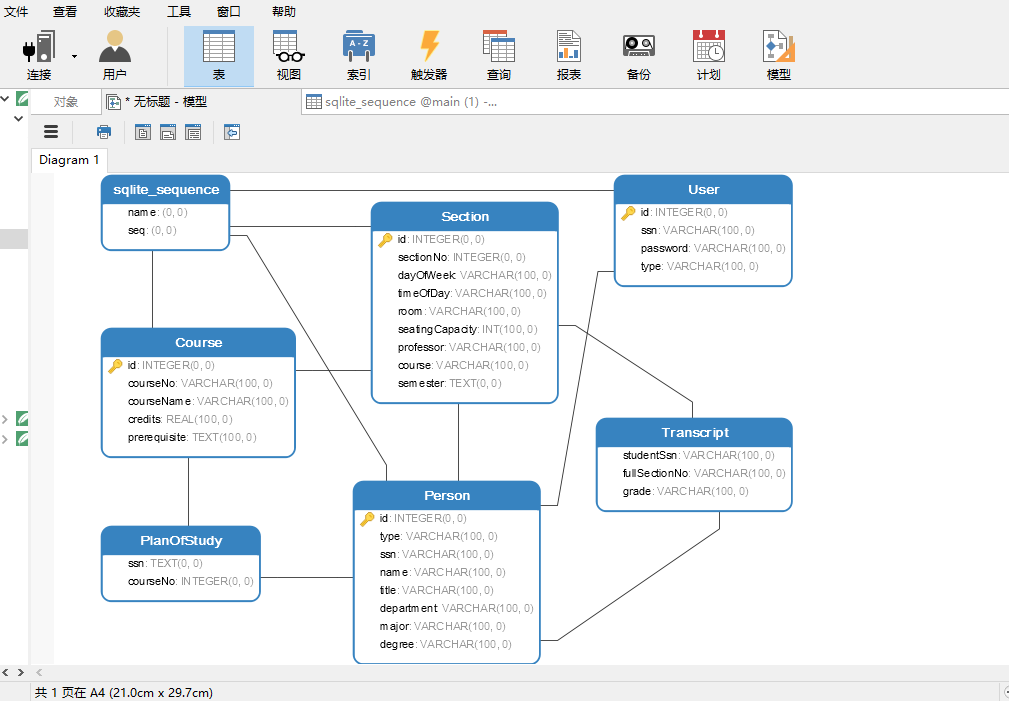 文件 查看 收藏夹 工具 窗口 帮助
连接 用户 表 视图 索引 触发器 查询 报表 备份 计划 模型
A-Z
对象 * 无标题 - 模型 sqlite_sequence @main (1) -...
Diagram 1
sqlite_sequence
name: (0, 0)
seq: (0, 0)
User
id: INTEGER(0, 0)
ssn: VARCHAR(100, 0)
password: VARCHAR(100, 0)
type: VARCHAR(100, 0)
Section
id: INTEGER(0, 0)
sectionNo: INTEGER(0, 0)
dayOfWeek: VARCHAR(100, 0)
timeOfDay: VARCHAR(100, 0)
room: VARCHAR(100, 0)
seatingCapacity: INT(100, 0)
professor: VARCHAR(100, 0)
course: VARCHAR(100, 0)
semester: TEXT(0, 0)
Course
id: INTEGER(0, 0)
courseNo: VARCHAR(100, 0)
courseName: VARCHAR(100, 0)
credits: REAL(100, 0)
prerequisite: TEXT(100, 0)
Transcript
studentSsn: VARCHAR(100, 0)
fullSectionNo: VARCHAR(100, 0)
grade: VARCHAR(100, 0)
Person
id: INTEGER(0, 0)
type: VARCHAR(100, 0)
ssn: VARCHAR(100, 0)
name: VARCHAR(100, 0)
title: VARCHAR(100, 0)
department: VARCHAR(100, 0)
major: VARCHAR(100, 0)
degree: VARCHAR(100, 0)
PlanOfStudy
ssn: TEXT(0, 0)
courseNo: INTEGER(0, 0)
共 1 页在 A4 (21.0cm x 29.7cm)